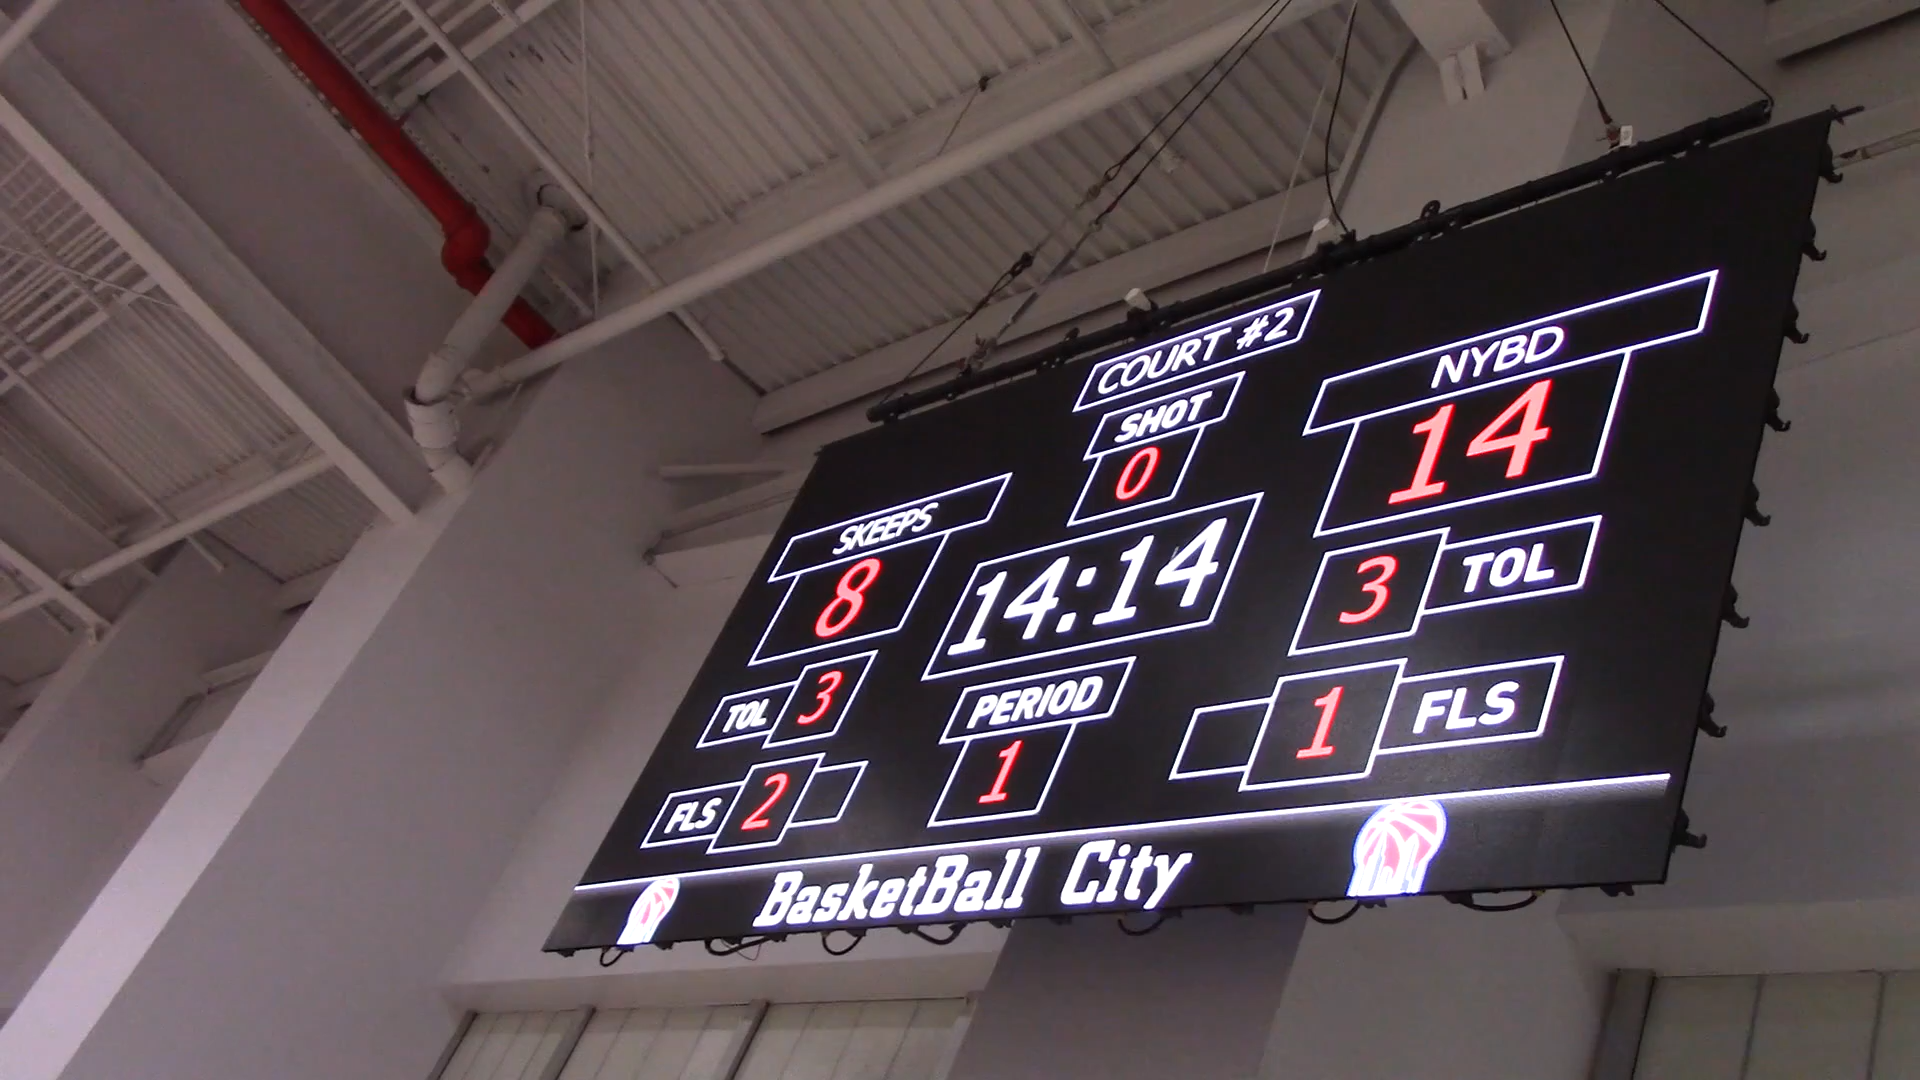 COURT #2
SHOT
0
SKEEPS
8
NYBD
14
14:14
TOL 3
3 TOL
PERIOD
1
FLS 2
1 FLS
BasketBall City